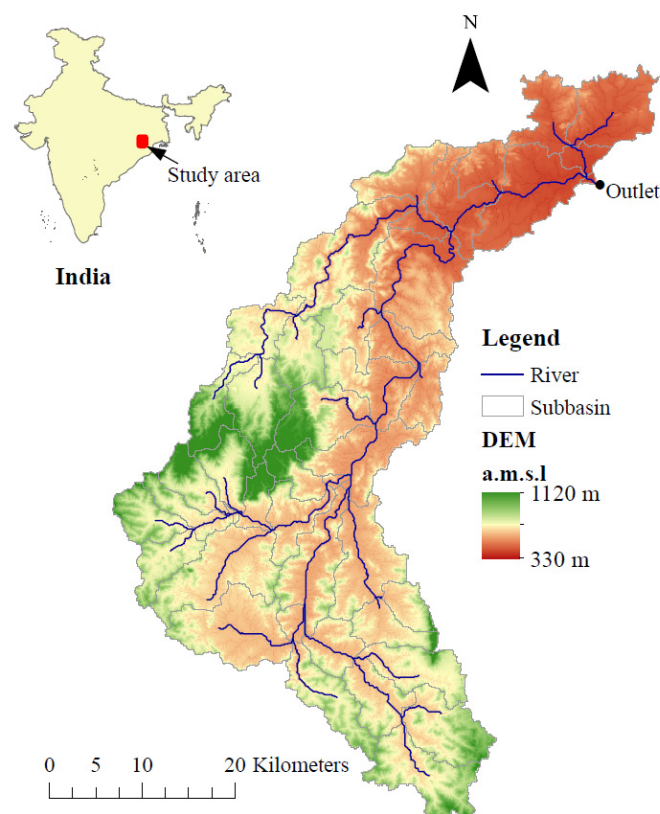 N
Study area
India
Outlet
Legend
River
Subbasin
DEM
a.m.s.l
1120 m
330 m
0 5 10 20 Kilometers